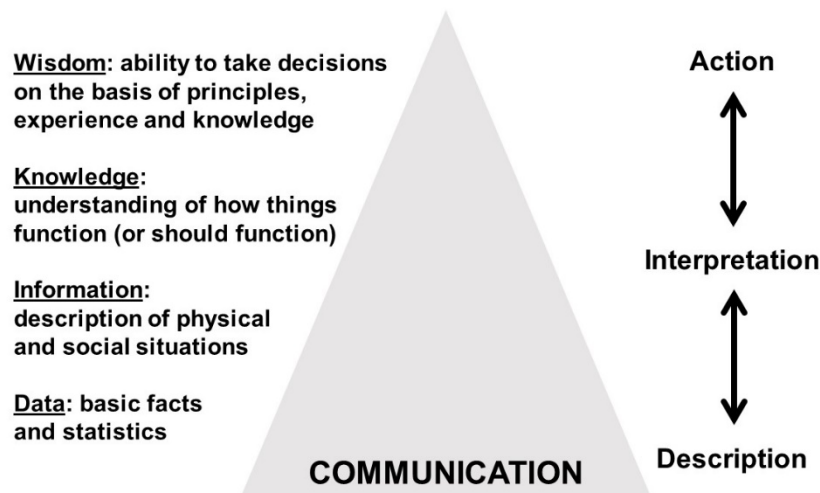 Wisdom: ability to take decisions
on the basis of principles,
experience and knowledge
Knowledge:
understanding of how things
function (or should function)
Information:
description of physical
and social situations
Data: basic facts
and statistics
COMMUNICATION
Action
Interpretation
Description